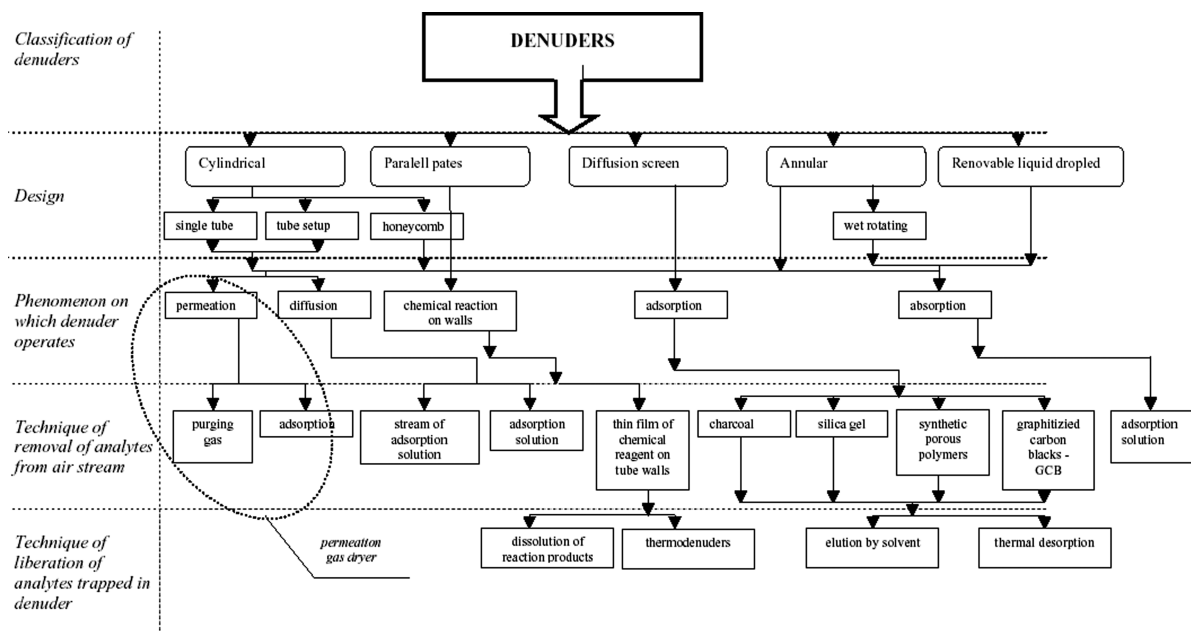 Classification of
denuders
DENUDERS
Design
Cylindrical
Paralell pates
Diffusion screen
Annular
Renovable liquid dropled
single tube
tube setup
honeycomb
wet rotating
Phenomenon on
which denuder
operates
permeation
diffusion
chemical reaction
on walls
adsorption
absorption
Technique of
removal of analytes
from air stream
purging
gas
adsorption
stream of
adsorption
solution
adsorption
solution
thin film of
chemical
reagent on
tube walls
charcoal
silica gel
synthetic
porous
polymers
graphitizied
carbon
blacks -
GCB
adsorption
solution
Technique of
liberation of
analytes trapped in
denuder
permeation
gas dryer
dissolution of
reaction products
thermodenuders
elution by solvent
thermal desorption